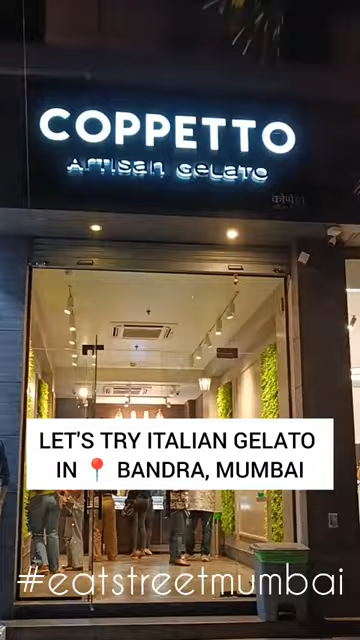 COPPETTO
Artisan Gelato
LET'S TRY ITALIAN GELATO
IN 📍 BANDRA, MUMBAI
#eatstreetmumbai